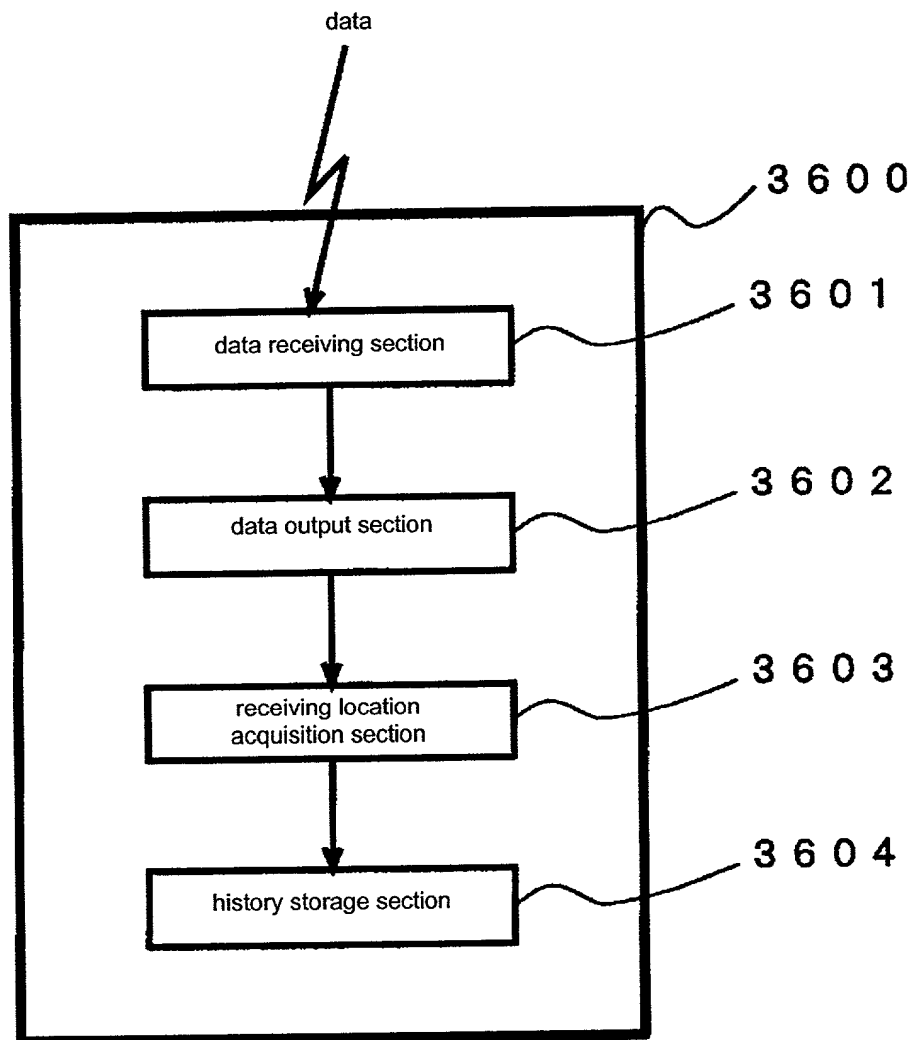 data
3600
data receiving section
3601
data output section
3602
receiving location
acquisition section
3603
history storage section
3604